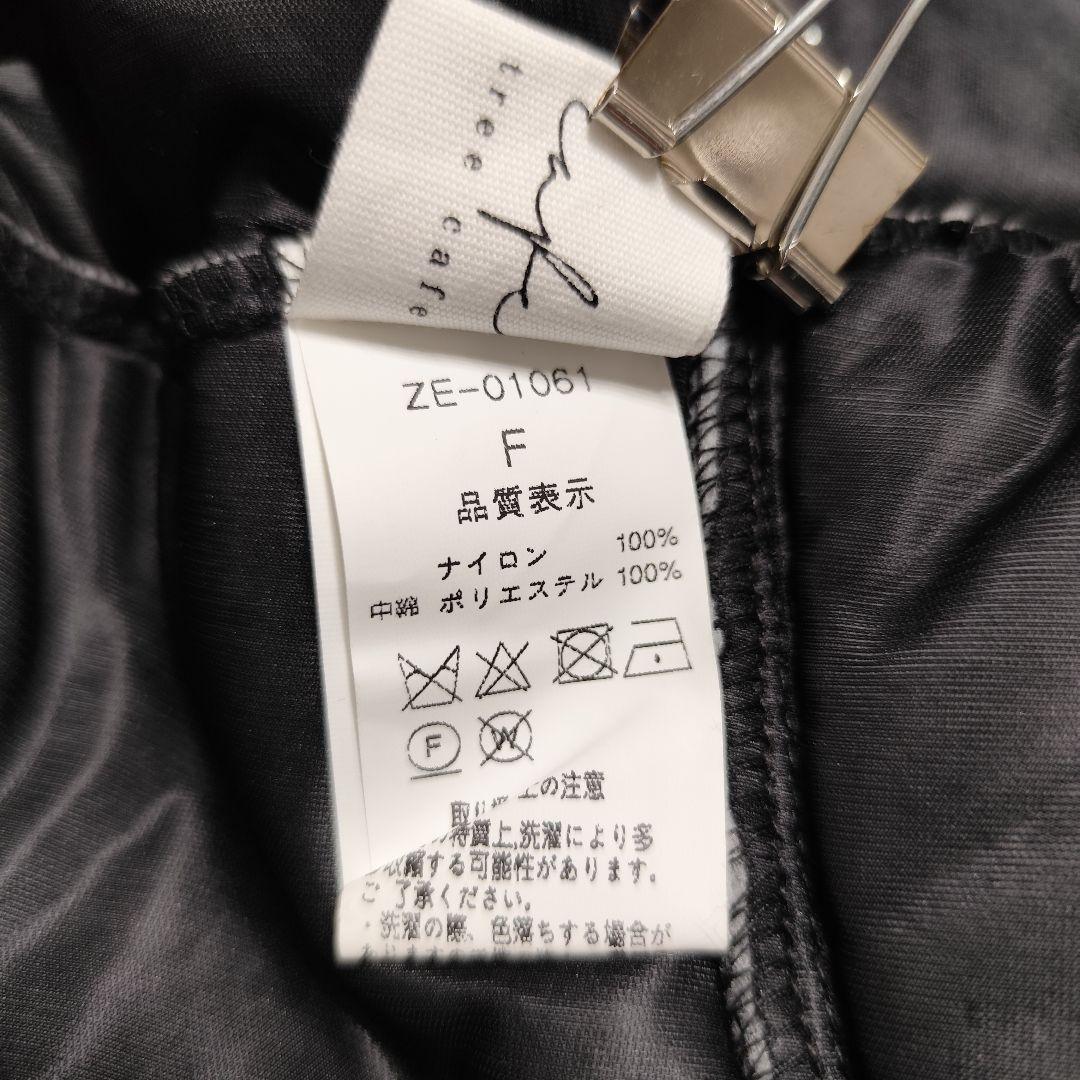 tree cafe
ZE-01061
F
品質表示
ナイロン 100%
中綿 ポリエステル 100%
F
W
の注意
特質上,洗濯により多
収縮する可能性があります。
ご了承ください。
・洗濯の際、色落ちする場合が